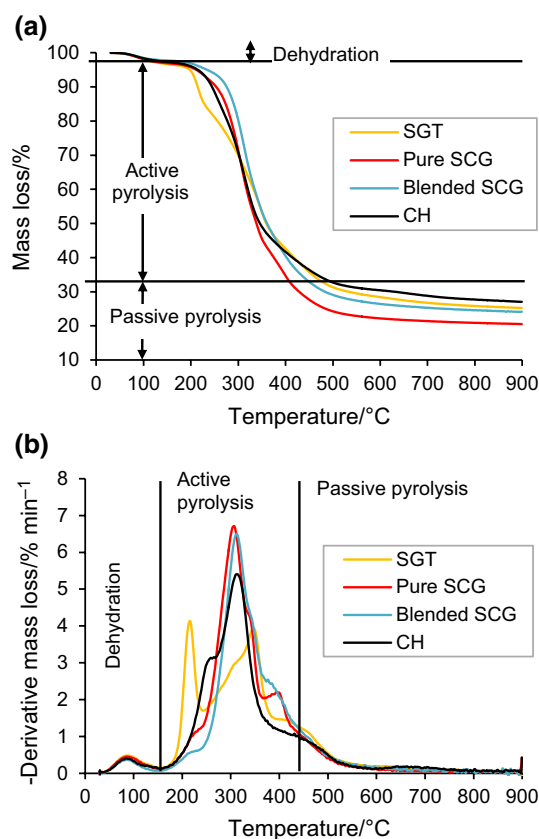 (a)
100
90
80
70
60
50
40
30
20
10
Mass loss/%
Dehydration
Active
pyrolysis
Passive pyrolysis
SGT
Pure SCG
Blended SCG
CH
0 100 200 300 400 500 600 700 800 900
Temperature/°C
(b)
8
7
6
5
4
3
2
1
0
-Derivative mass loss/% min⁻¹
Dehydration
Active
pyrolysis
Passive pyrolysis
SGT
Pure SCG
Blended SCG
CH
0 100 200 300 400 500 600 700 800 900
Temperature/°C